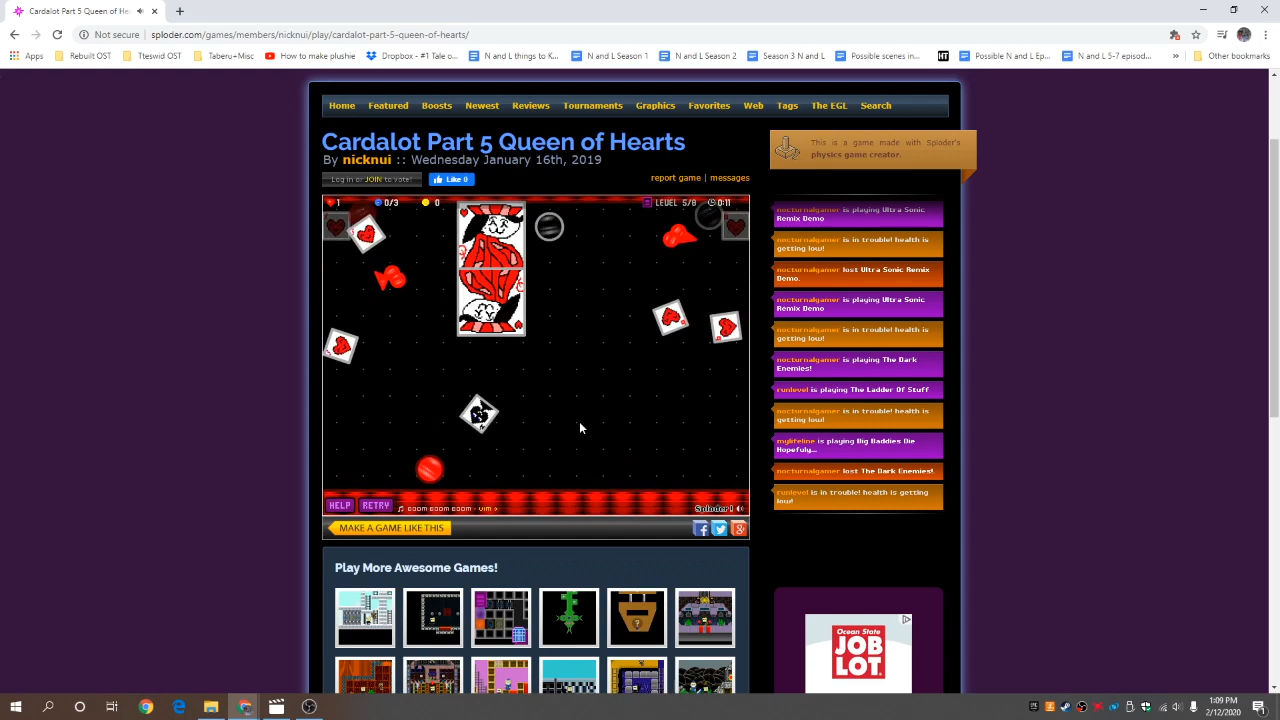 Cardalot Part 5 Queen of He
Not secure | sploder.com/games/members/nicknui/play/cardalot-part-5-queen-of-hearts/
Apps Rebuilt OST Tteswid OST Taberu+Misc How to make plushie Dropbox - #1 Tale o... N and L things to K... N and L Season 1 N and L Season 2 Season 3 N and L HT Possible N and L Ep... Possible scenes in... N and L 5-7 episod... » Other bookmarks
Home Featured Boosts Newest Reviews Tournaments Graphics Favorites Web Tags The EGL Search
Cardalot Part 5 Queen of Hearts
By nicknui :: Wednesday January 16th, 2019
Log in or JOIN to vote!
Like 0
report game | messages
This is a game made with Sploder's
physics game creator.
1 0/3 0 LEVEL 5/8 0:11
HELP RETRY BOOM BOOM BOOM - VIM >
Sploder!
MAKE A GAME LIKE THIS
nocturnalgamer is playing Ultra Sonic
Remix Demo
nocturnalgamer is in trouble! health is
getting low!
nocturnalgamer lost Ultra Sonic Remix
Demo.
nocturnalgamer is playing Ultra Sonic
Remix Demo
nocturnalgamer is in trouble! health is
getting low!
nocturnalgamer is playing The Dark
Enemies!
runlevel is playing The Ladder Of Stuff
nocturnalgamer is in trouble! health is
getting low!
mylifeline is playing Big Baddies Die
Hopefuly...
nocturnalgamer lost The Dark Enemies!.
runlevel is in trouble! health is getting
low!
Play More Awesome Games!
Ocean State
JOB
LOT.
1:09 PM
2/12/2020